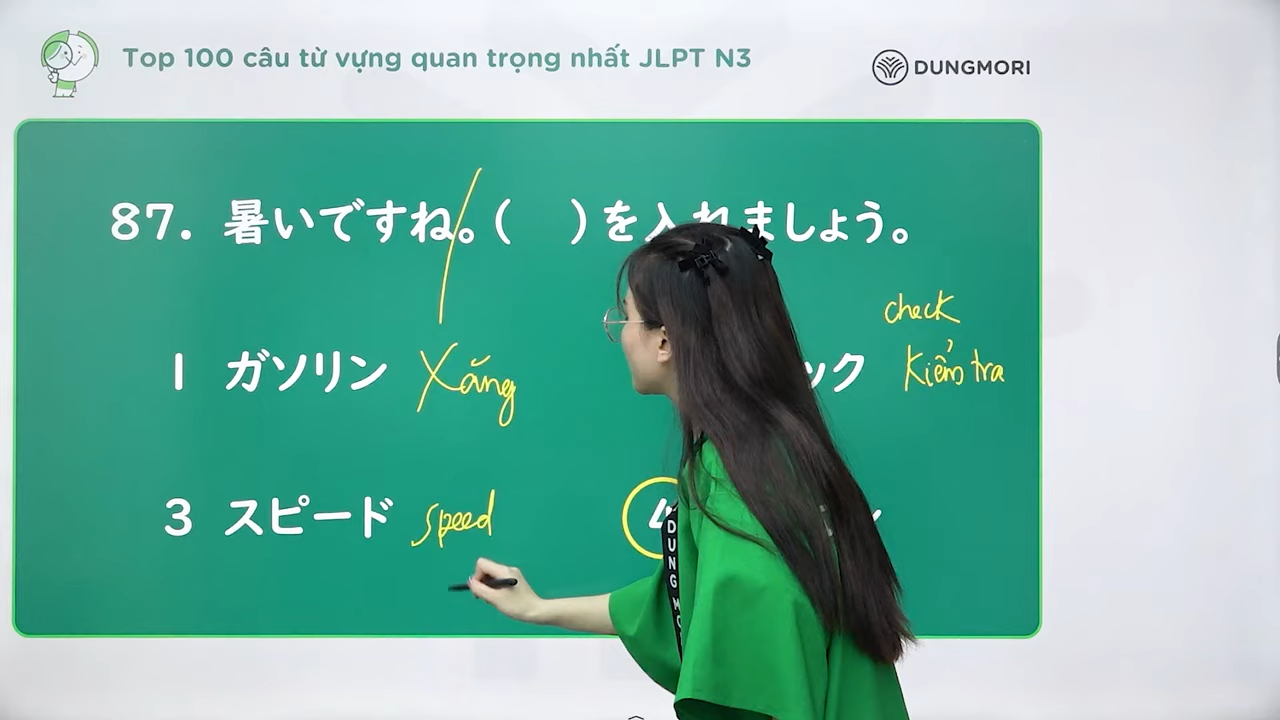 Top 100 câu từ vựng quan trọng nhất JLPT N3
DUNGMORI
87. 暑いですね。( )を入れましょう。
check
1 ガソリン Xăng
ック Kiểm tra
3 スピード speed
4
DUNG MO